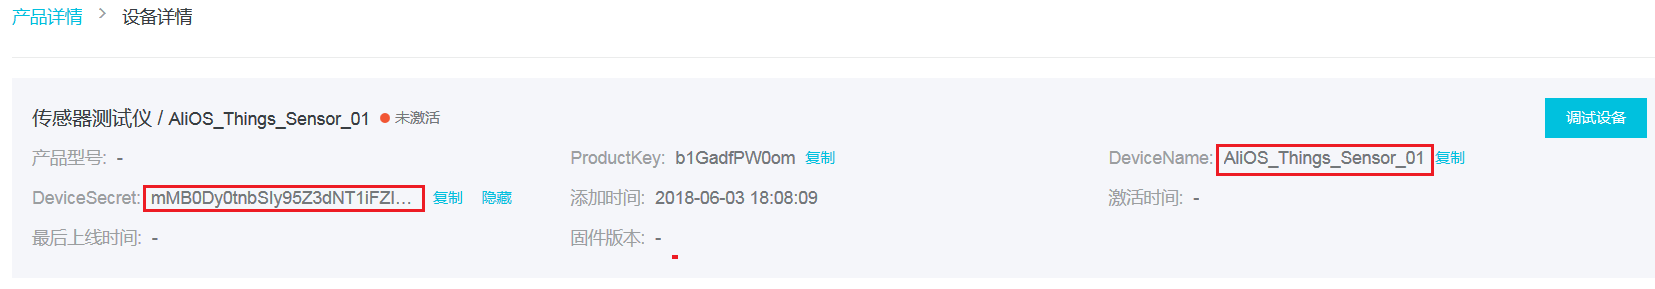 产品详情 > 设备详情
传感器测试仪 / AliOS_Things_Sensor_01 未激活 调试设备
产品型号: - ProductKey: b1GadfPW0om 复制 DeviceName: AliOS_Things_Sensor_01 复制
DeviceSecret: mMB0Dy0tnbSIy95Z3dNT1iFZI... 复制 隐藏 添加时间: 2018-06-03 18:08:09 激活时间: -
最后上线时间: - 固件版本: -